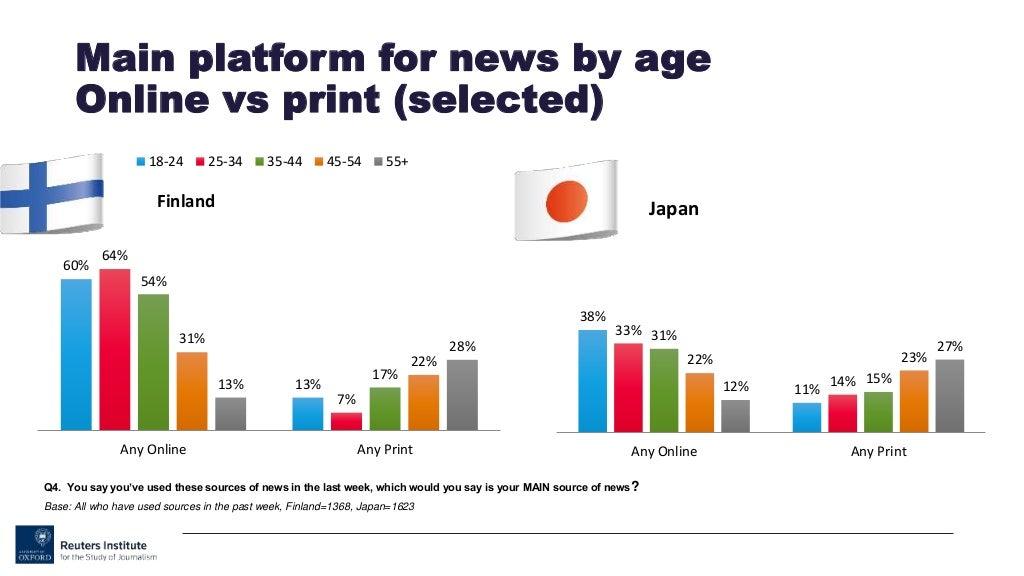 Main platform for news by age
Online vs print (selected)
18-24 25-34 35-44 45-54 55+
Finland
Japan
60% 64% 54% 31% 13% 13% 7% 17% 22% 28%
38% 33% 31% 22% 12% 11% 14% 15% 23% 27%
Any Online Any Print
Any Online Any Print
Q4. You say you've used these sources of news in the last week, which would you say is your MAIN source of news?
Base: All who have used sources in the past week, Finland=1368, Japan=1623
UNIVERSITY OF
OXFORD
Reuters Institute
for the Study of Journalism